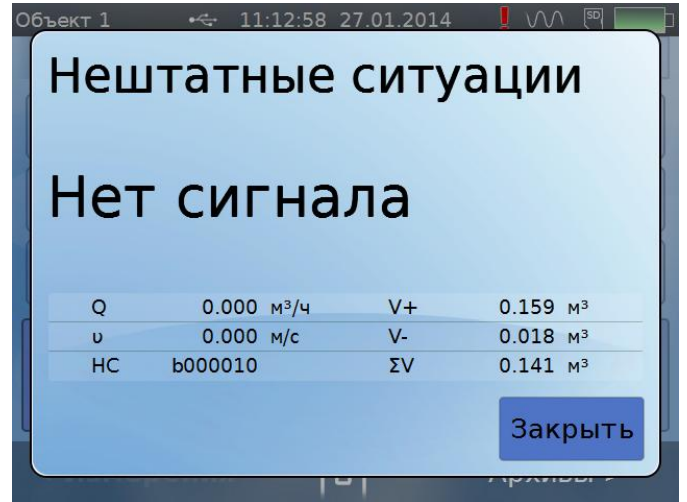 Объект 1 11:12:58 27.01.2014 SD
Нештатные ситуации
Нет сигнала
Q 0.000 м³/ч V+ 0.159 м³
υ 0.000 м/с V- 0.018 м³
НС b000010 ΣV 0.141 м³
Закрыть
Архивы >